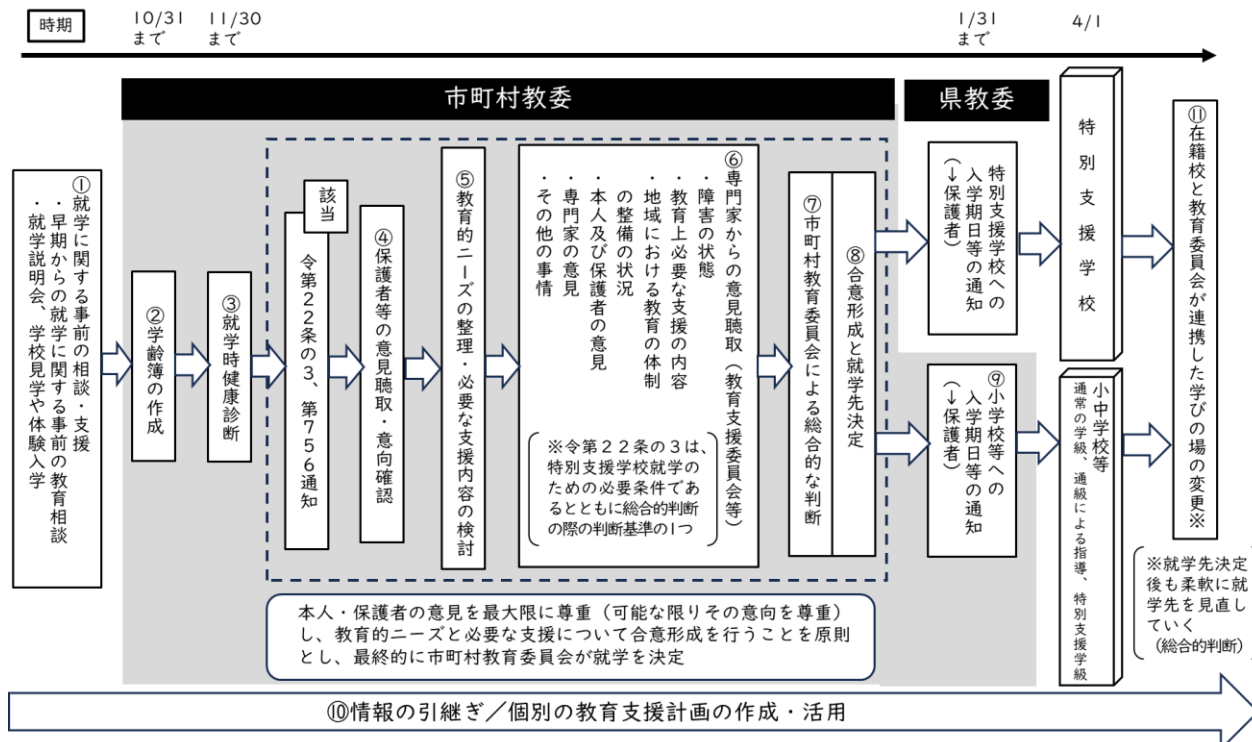 時期
10/31
まで
11/30
まで
1/31
まで
4/1
市町村教委
県教委
①就学に関する事前の相談・支援
・早期からの就学に関する事前の教育相談
・就学説明会、学校見学や体験入学
②学齢簿の作成
③就学時健康診断
該当
令第22条の3、第756通知
④保護者等の意見聴取・意向確認
⑤教育的ニーズの整理・必要な支援内容の検討
⑥専門家からの意見聴取（教育支援委員会等）
・障害の状態
・教育上必要な支援の内容
・地域における教育の体制
の整備の状況
・本人及び保護者の意見
・専門家の意見
・その他の事情
※令第22条の3は、
特別支援学校就学の
ための必要条件であ
るとともに総合的判断
の際の判断基準の1つ
⑦市町村教育委員会による総合的な判断
⑧合意形成と就学先決定
特別支援学校への
入学期日等の通知
（→保護者）
⑨小学校等への
入学期日等の通知
（→保護者）
特別支援学校
小中学校等
通常の学級、通級による指導、特別支援学級
⑪在籍校と教育委員会が連携した学びの場の変更※
※就学先決定
後も柔軟に就
学先を見直し
ていく
（総合的判断）
本人・保護者の意見を最大限に尊重（可能な限りその意向を尊重）
し、教育的ニーズと必要な支援について合意形成を行うことを原則
とし、最終的に市町村教育委員会が就学を決定
⑩情報の引継ぎ／個別の教育支援計画の作成・活用